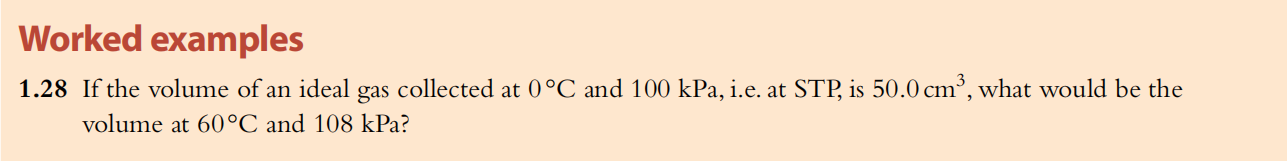 Worked examples
1.28 If the volume of an ideal gas collected at 0 °C and 100 kPa, i.e. at STP, is 50.0 cm³, what would be the
volume at 60 °C and 108 kPa?